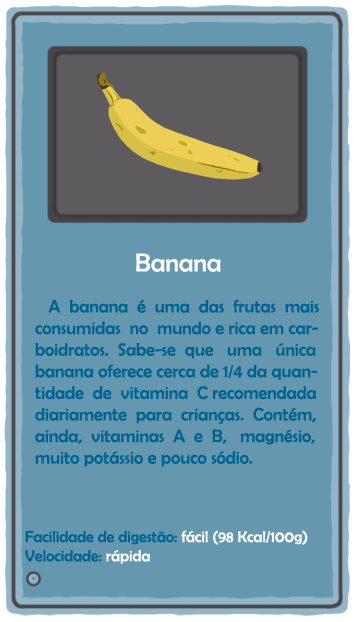 Banana
A banana é uma das frutas mais
consumidas no mundo e rica em car-
boidratos. Sabe-se que uma única
banana oferece cerca de 1/4 da quan-
tidade de vitamina C recomendada
diariamente para crianças. Contém,
ainda, vitaminas A e B, magnésio,
muito potássio e pouco sódio.
Facilidade de digestão: fácil (98 Kcal/100g)
Velocidade: rápida